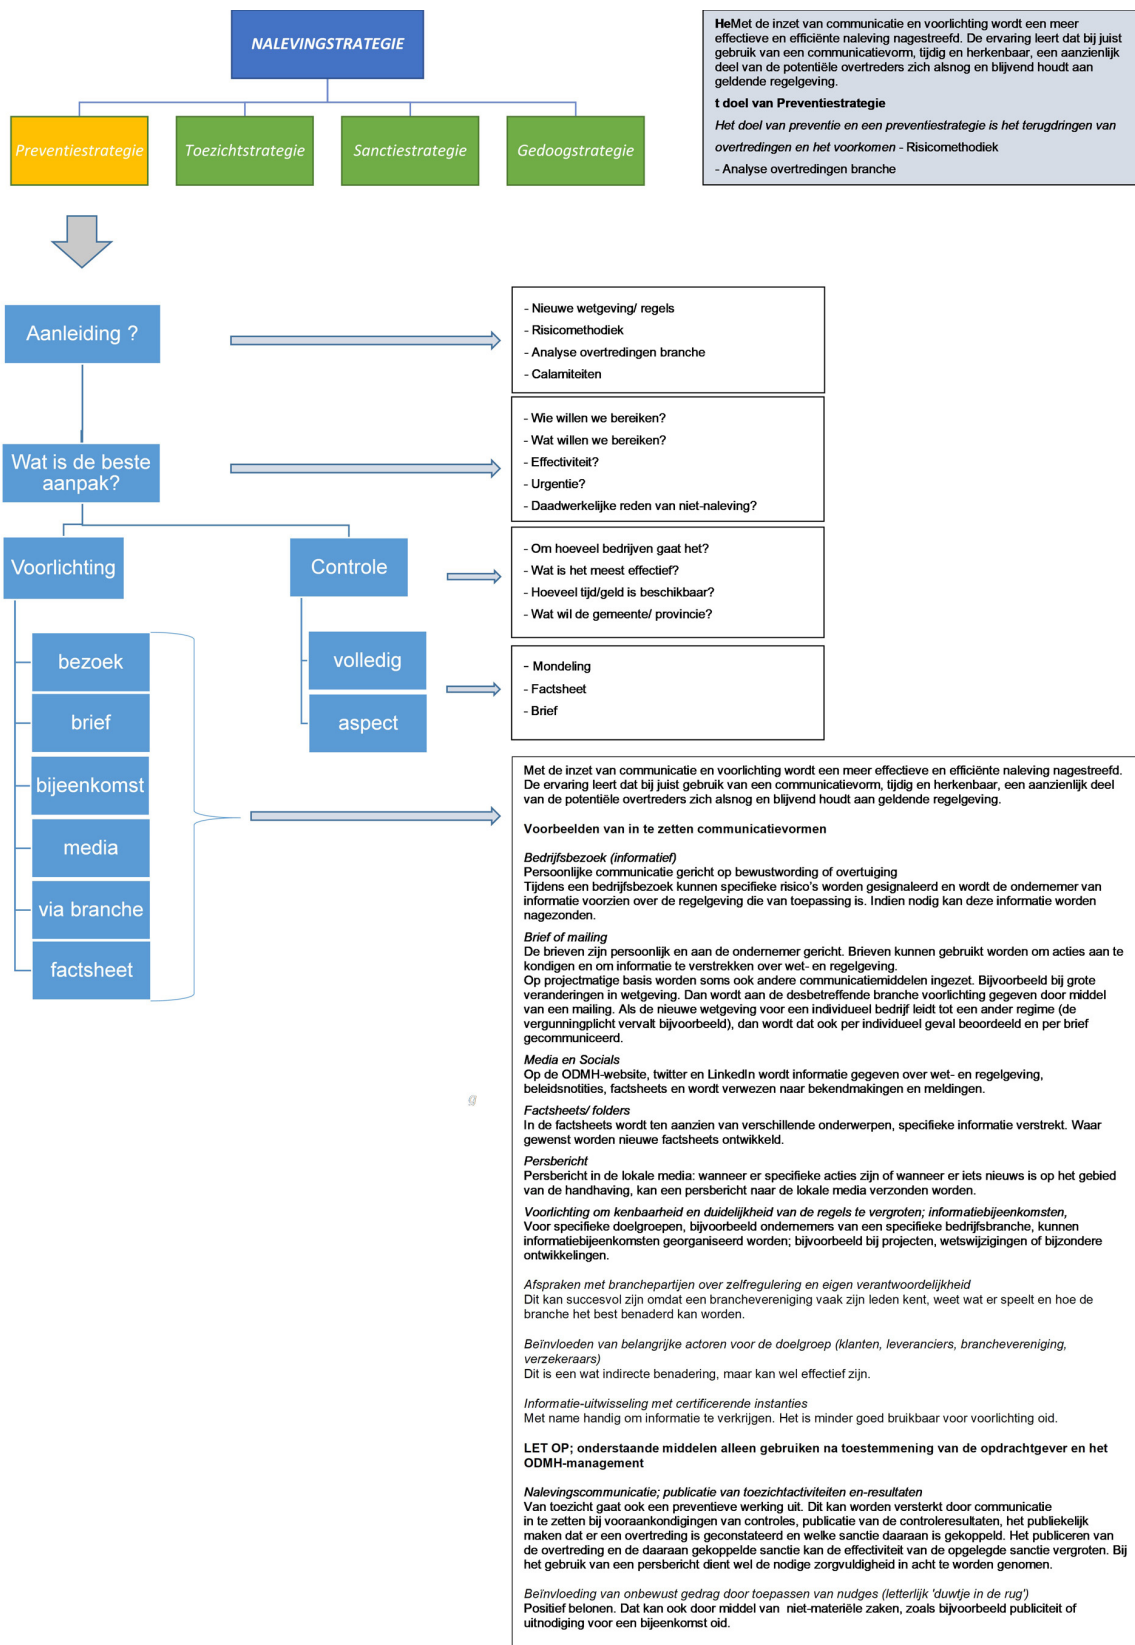 NALEVINGSTRATEGIE
Preventiestrategie
Toezichtstrategie
Sanctiestrategie
Gedoogstrategie
HeMet de inzet van communicatie en voorlichting wordt een meer
effectieve en efficiënte naleving nagestreefd. De ervaring leert dat bij juist
gebruik van een communicatievorm, tijdig en herkenbaar, een aanzienlijk
deel van de potentiële overtreders zich alsnog en blijvend houdt aan
geldende regelgeving.
t doel van Preventiestrategie
Het doel van preventie en een preventiestrategie is het terugdringen van
overtredingen en het voorkomen - Risicomethodiek
- Analyse overtredingen branche
Aanleiding ?
- Nieuwe wetgeving/ regels
- Risicomethodiek
- Analyse overtredingen branche
- Calamiteiten
Wat is de beste
aanpak?
- Wie willen we bereiken?
- Wat willen we bereiken?
- Effectiviteit?
- Urgentie?
- Daadwerkelijke reden van niet-naleving?
Voorlichting
Controle
- Om hoeveel bedrijven gaat het?
- Wat is het meest effectief?
- Hoeveel tijd/geld is beschikbaar?
- Wat wil de gemeente/ provincie?
bezoek
brief
bijeenkomst
media
via branche
factsheet
volledig
aspect
- Mondeling
- Factsheet
- Brief
Met de inzet van communicatie en voorlichting wordt een meer effectieve en efficiënte naleving nagestreefd.
De ervaring leert dat bij juist gebruik van een communicatievorm, tijdig en herkenbaar, een aanzienlijk deel
van de potentiële overtreders zich alsnog en blijvend houdt aan geldende regelgeving.
Voorbeelden van in te zetten communicatievormen
Bedrijfsbezoek (informatief)
Persoonlijke communicatie gericht op bewustwording of overtuiging
Tijdens een bedrijfsbezoek kunnen specifieke risico's worden gesignaleerd en wordt de ondernemer van
informatie voorzien over de regelgeving die van toepassing is. Indien nodig kan deze informatie worden
nagezonden.
Brief of mailing
De brieven zijn persoonlijk en aan de ondernemer gericht. Brieven kunnen gebruikt worden om acties aan te
kondigen en om informatie te verstrekken over wet- en regelgeving.
Op projectmatige basis worden soms ook andere communicatiemiddelen ingezet. Bijvoorbeeld bij grote
veranderingen in wetgeving. Dan wordt aan de desbetreffende branche voorlichting gegeven door middel
van een mailing. Als de nieuwe wetgeving voor een individueel bedrijf leidt tot een ander regime (de
vergunningplicht vervalt bijvoorbeeld), dan wordt dat ook per individueel geval beoordeeld en per brief
gecommuniceerd.
Media en Socials
Op de ODMH-website, twitter en LinkedIn wordt informatie gegeven over wet- en regelgeving,
beleidsnotities, factsheets en wordt verwezen naar bekendmakingen en meldingen.
g
Factsheets/ folders
In de factsheets wordt ten aanzien van verschillende onderwerpen, specifieke informatie verstrekt. Waar
gewenst worden nieuwe factsheets ontwikkeld.
Persbericht
Persbericht in de lokale media: wanneer er specifieke acties zijn of wanneer er iets nieuws is op het gebied
van de handhaving, kan een persbericht naar de lokale media verzonden worden.
Voorlichting om kenbaarheid en duidelijkheid van de regels te vergroten; informatiebijeenkomsten,
Voor specifieke doelgroepen, bijvoorbeeld ondernemers van een specifieke bedrijfsbranche, kunnen
informatiebijeenkomsten georganiseerd worden; bijvoorbeeld bij projecten, wetswijzigingen of bijzondere
ontwikkelingen.
Afspraken met branchepartijen over zelfregulering en eigen verantwoordelijkheid
Dit kan succesvol zijn omdat een branchevereniging vaak zijn leden kent, weet wat er speelt en hoe de
branche het best benaderd kan worden.
Beïnvloeden van belangrijke actoren voor de doelgroep (klanten, leveranciers, branchevereniging,
verzekeraars)
Dit is een wat indirecte benadering, maar kan wel effectief zijn.
Informatie-uitwisseling met certificerende instanties
Met name handig om informatie te verkrijgen. Het is minder goed bruikbaar voor voorlichting oid.
LET OP; onderstaande middelen alleen gebruiken na toestemmening van de opdrachtgever en het
ODMH-management
Nalevingscommunicatie; publicatie van toezichtactiviteiten en-resultaten
Van toezicht gaat ook een preventieve werking uit. Dit kan worden versterkt door communicatie
in te zetten bij vooraankondigingen van controles, publicatie van de controleresultaten, het publiekelijk
maken dat er een overtreding is geconstateerd en welke sanctie daaraan is gekoppeld. Het publiceren van
de overtreding en de daaraan gekoppelde sanctie kan de effectiviteit van de opgelegde sanctie vergroten. Bij
het gebruik van een persbericht dient wel de nodige zorgvuldigheid in acht te worden genomen.
Beïnvloeding van onbewust gedrag door toepassen van nudges (letterlijk 'duwtje in de rug')
Positief belonen. Dat kan ook door middel van niet-materiële zaken, zoals bijvoorbeeld publiciteit of
uitnodiging voor een bijeenkomst oid.